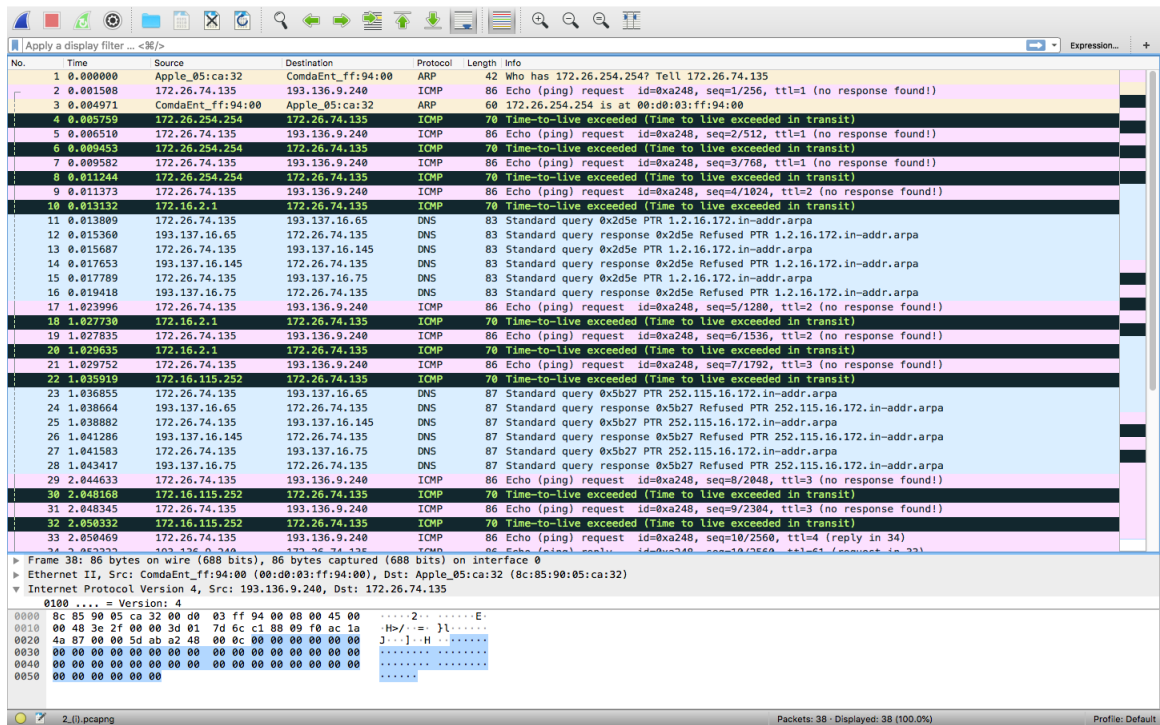 Apply a display filter ... <⌘/>
Expression...
+
No. Time Source Destination Protocol Length Info
1 0.000000 Apple_05:ca:32 ComdaEnt_ff:94:00 ARP 42 Who has 172.26.254.254? Tell 172.26.74.135
2 0.001508 172.26.74.135 193.136.9.240 ICMP 86 Echo (ping) request id=0xa248, seq=1/256, ttl=1 (no response found!)
3 0.004971 ComdaEnt_ff:94:00 Apple_05:ca:32 ARP 60 172.26.254.254 is at 00:d0:03:ff:94:00
4 0.005759 172.26.254.254 172.26.74.135 ICMP 70 Time-to-live exceeded (Time to live exceeded in transit)
5 0.006510 172.26.74.135 193.136.9.240 ICMP 86 Echo (ping) request id=0xa248, seq=2/512, ttl=1 (no response found!)
6 0.009453 172.26.254.254 172.26.74.135 ICMP 70 Time-to-live exceeded (Time to live exceeded in transit)
7 0.009582 172.26.74.135 193.136.9.240 ICMP 86 Echo (ping) request id=0xa248, seq=3/768, ttl=1 (no response found!)
8 0.011244 172.26.254.254 172.26.74.135 ICMP 70 Time-to-live exceeded (Time to live exceeded in transit)
9 0.011373 172.26.74.135 193.136.9.240 ICMP 86 Echo (ping) request id=0xa248, seq=4/1024, ttl=2 (no response found!)
10 0.013132 172.16.2.1 172.26.74.135 ICMP 70 Time-to-live exceeded (Time to live exceeded in transit)
11 0.013809 172.26.74.135 193.137.16.65 DNS 83 Standard query 0x2d5e PTR 1.2.16.172.in-addr.arpa
12 0.015360 193.137.16.65 172.26.74.135 DNS 83 Standard query response 0x2d5e Refused PTR 1.2.16.172.in-addr.arpa
13 0.015687 172.26.74.135 193.137.16.145 DNS 83 Standard query 0x2d5e PTR 1.2.16.172.in-addr.arpa
14 0.017653 193.137.16.145 172.26.74.135 DNS 83 Standard query response 0x2d5e Refused PTR 1.2.16.172.in-addr.arpa
15 0.017789 172.26.74.135 193.137.16.75 DNS 83 Standard query 0x2d5e PTR 1.2.16.172.in-addr.arpa
16 0.019418 193.137.16.75 172.26.74.135 DNS 83 Standard query response 0x2d5e Refused PTR 1.2.16.172.in-addr.arpa
17 1.023996 172.26.74.135 193.136.9.240 ICMP 86 Echo (ping) request id=0xa248, seq=5/1280, ttl=2 (no response found!)
18 1.027730 172.16.2.1 172.26.74.135 ICMP 70 Time-to-live exceeded (Time to live exceeded in transit)
19 1.027835 172.26.74.135 193.136.9.240 ICMP 86 Echo (ping) request id=0xa248, seq=6/1536, ttl=2 (no response found!)
20 1.029635 172.16.2.1 172.26.74.135 ICMP 70 Time-to-live exceeded (Time to live exceeded in transit)
21 1.029752 172.26.74.135 193.136.9.240 ICMP 86 Echo (ping) request id=0xa248, seq=7/1792, ttl=3 (no response found!)
22 1.035919 172.16.115.252 172.26.74.135 ICMP 70 Time-to-live exceeded (Time to live exceeded in transit)
23 1.036855 172.26.74.135 193.137.16.65 DNS 87 Standard query 0x5b27 PTR 252.115.16.172.in-addr.arpa
24 1.038664 193.137.16.65 172.26.74.135 DNS 87 Standard query response 0x5b27 Refused PTR 252.115.16.172.in-addr.arpa
25 1.038882 172.26.74.135 193.137.16.145 DNS 87 Standard query 0x5b27 PTR 252.115.16.172.in-addr.arpa
26 1.041286 193.137.16.145 172.26.74.135 DNS 87 Standard query response 0x5b27 Refused PTR 252.115.16.172.in-addr.arpa
27 1.041583 172.26.74.135 193.137.16.75 DNS 87 Standard query 0x5b27 PTR 252.115.16.172.in-addr.arpa
28 1.043417 193.137.16.75 172.26.74.135 DNS 87 Standard query response 0x5b27 Refused PTR 252.115.16.172.in-addr.arpa
29 2.044633 172.26.74.135 193.136.9.240 ICMP 86 Echo (ping) request id=0xa248, seq=8/2048, ttl=3 (no response found!)
30 2.048168 172.16.115.252 172.26.74.135 ICMP 70 Time-to-live exceeded (Time to live exceeded in transit)
31 2.048345 172.26.74.135 193.136.9.240 ICMP 86 Echo (ping) request id=0xa248, seq=9/2304, ttl=3 (no response found!)
32 2.050332 172.16.115.252 172.26.74.135 ICMP 70 Time-to-live exceeded (Time to live exceeded in transit)
33 2.050469 172.26.74.135 193.136.9.240 ICMP 86 Echo (ping) request id=0xa248, seq=10/2560, ttl=4 (reply in 34)
Frame 38: 86 bytes on wire (688 bits), 86 bytes captured (688 bits) on interface 0
Ethernet II, Src: ComdaEnt_ff:94:00 (00:d0:03:ff:94:00), Dst: Apple_05:ca:32 (8c:85:90:05:ca:32)
Internet Protocol Version 4, Src: 193.136.9.240, Dst: 172.26.74.135
0100 .... = Version: 4
0000 8c 85 90 05 ca 32 00 d0 03 ff 94 00 08 00 45 00 ·····2·· ······E·
0010 00 48 3e 2f 00 00 3d 01 7d 6c c1 88 09 f0 ac 1a ·H>/··=· }l······
0020 4a 87 00 00 5d ab a2 48 00 0c 00 00 00 00 00 00 J···]··H ········
0030 00 00 00 00 00 00 00 00 00 00 00 00 00 00 00 00 ········ ········
0040 00 00 00 00 00 00 00 00 00 00 00 00 00 00 00 00 ········ ········
0050 00 00 00 00 00 00 ······
2_(i).pcapng
Packets: 38 · Displayed: 38 (100.0%)
Profile: Default